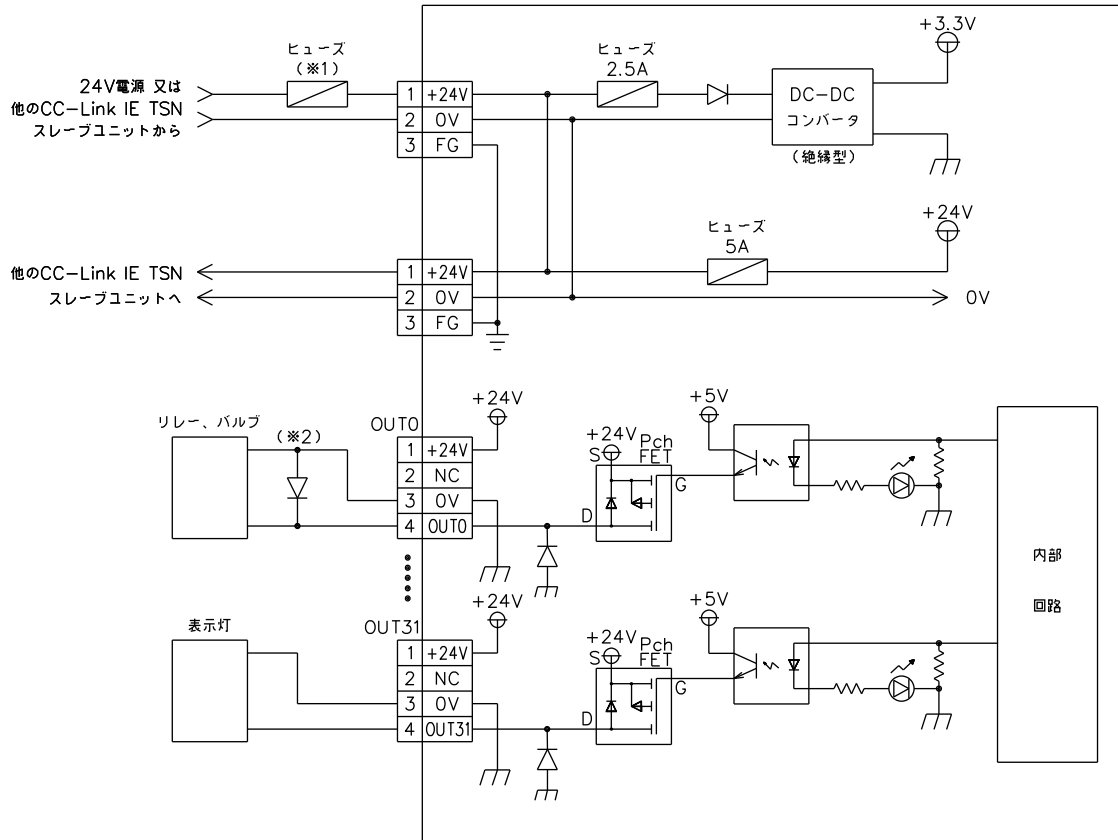 +3.3V
ヒューズ
(※1)
ヒューズ
2.5A
24V電源 又は
他のCC-Link IE TSN
スレーブユニットから
1 +24V
2 0V
3 FG
DC-DC
コンバータ
(絶縁型)
+24V
ヒューズ
5A
他のCC-Link IE TSN
スレーブユニットへ
1 +24V
2 0V
3 FG
0V
リレー、バルブ
(※2)
OUT0
+24V
1 +24V
2 NC
3 0V
4 OUT0
+24V
S
Pch
FET
G
D
+5V
内部
回路
表示灯
OUT31
+24V
1 +24V
2 NC
3 0V
4 OUT31
+24V
S
Pch
FET
G
D
+5V